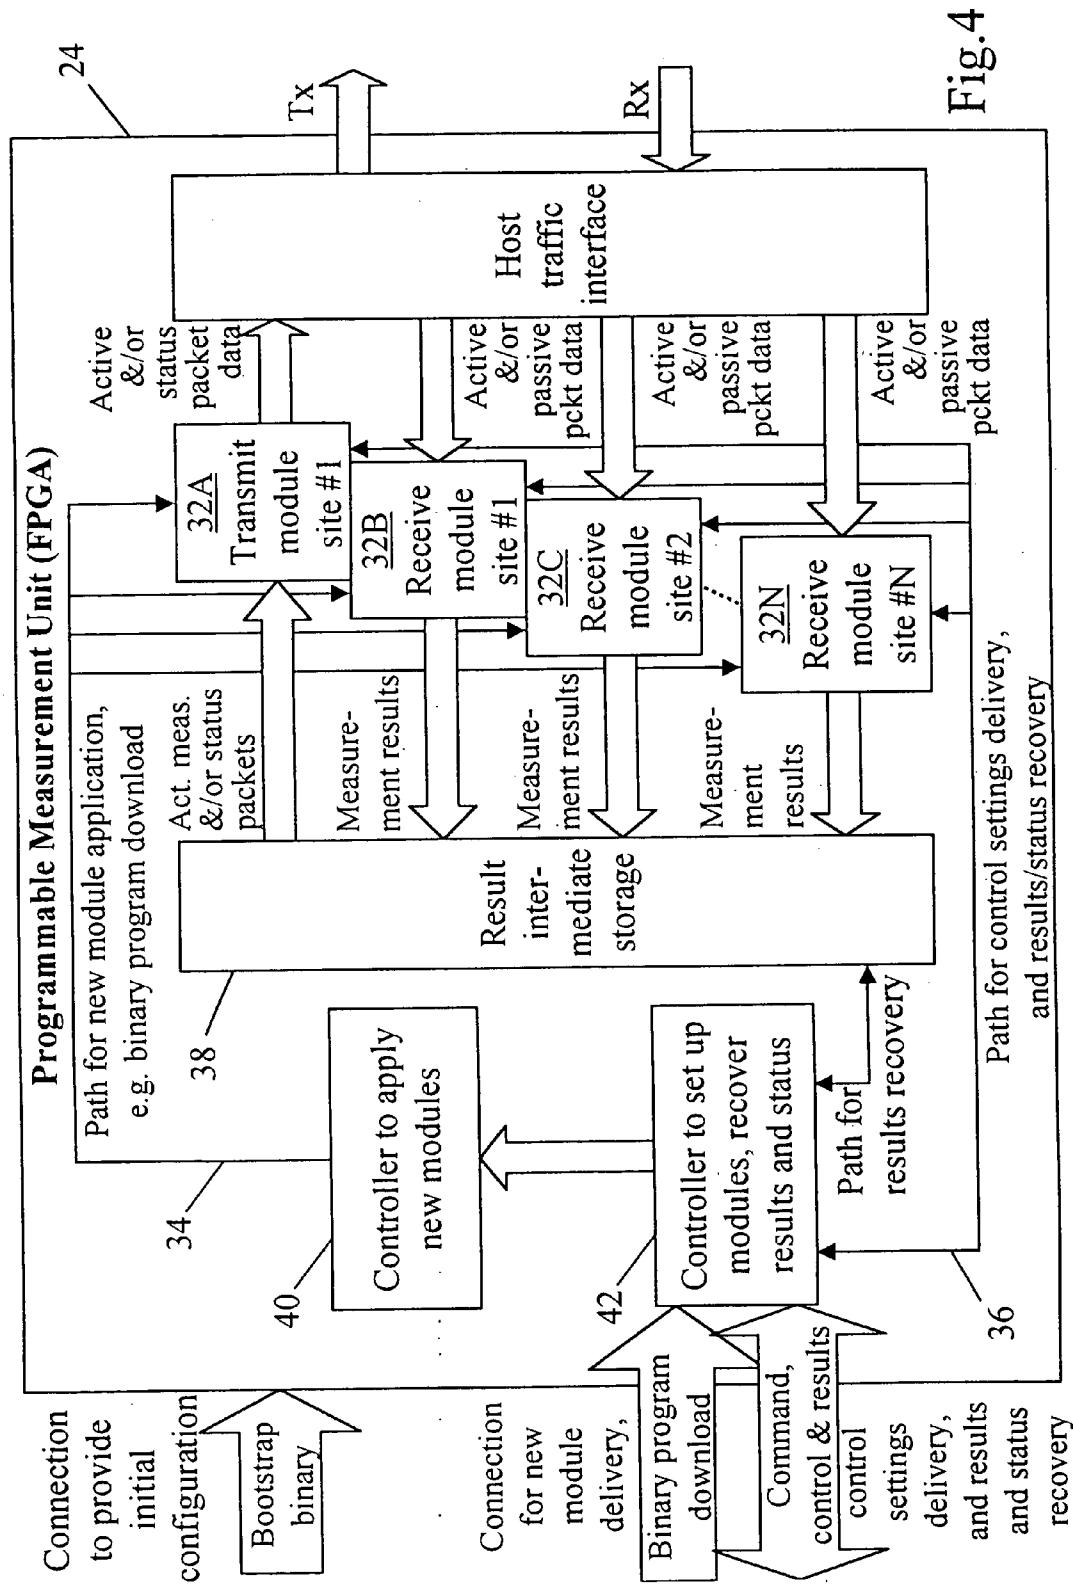 Programmable Measurement Unit (FPGA)
24
Path for new module application,
e.g. binary program download
34
Connection
to provide
initial
configuration
Bootstrap
binary
40
Controller to apply
new modules
38
Result
inter-
mediate
storage
Act. meas.
&/or status
packets
32A
Transmit
module
site #1
Active
&/or
status
packet
data
Host
traffic
interface
Tx
Rx
Measure-
ment results
32B
Receive
module
site #1
Active
&/or
passive
pckt data
Measure-
ment results
32C
Receive
module
site #2
Active
&/or
passive
pckt data
Measure-
ment
results
32N
Receive
module
site #N
Active
&/or
passive
pckt data
Connection
for new
module
delivery,
Binary program
download
Command,
control & results
control
settings
delivery,
and results
and status
recovery
42
Controller to set up
modules, recover
results and status
Path for
results recovery
36
Path for control settings delivery,
and results/status recovery
Fig.4